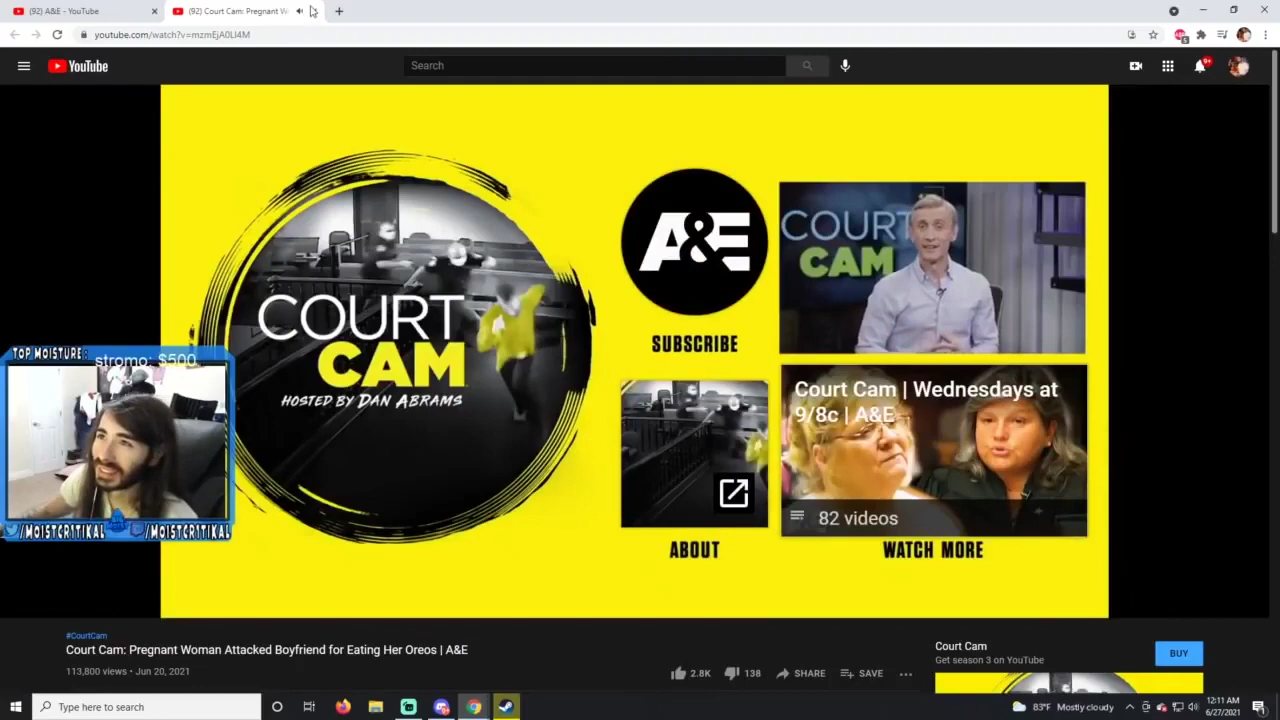 (92) A&E - YouTube
(92) Court Cam: Pregnant W
youtube.com/watch?v=mzmEjA0LI4M
YouTube
Search
9+
COURT
CAM
HOSTED BY DAN ABRAMS
A&E
SUBSCRIBE
COURT
CAM
Court Cam | Wednesdays at
9/8c | A&E
82 videos
ABOUT
WATCH MORE
TOP MOISTURE:
stromo: $500
/MOISTCR1TIKAL
/MOISTCR1TIKAL
#CourtCam
Court Cam: Pregnant Woman Attacked Boyfriend for Eating Her Oreos | A&E
113,800 views • Jun 20, 2021
2.8K
138
SHARE
SAVE
Court Cam
Get season 3 on YouTube
BUY
Type here to search
83°F Mostly cloudy
12:11 AM
6/27/2021